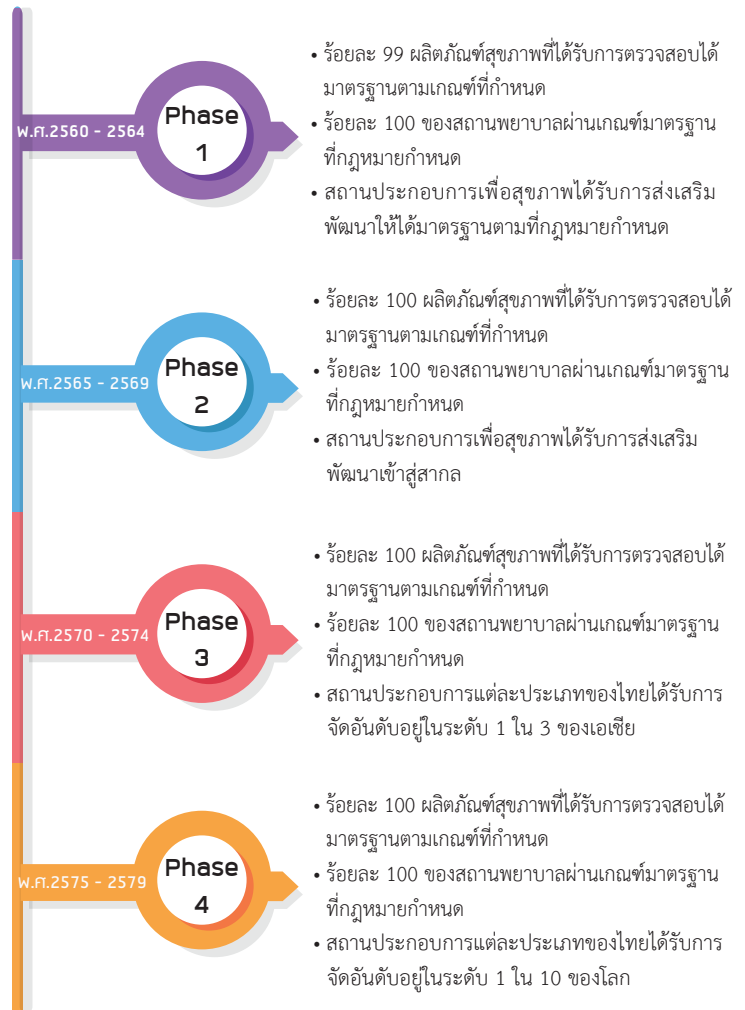 พ.ศ.2560 - 2564
Phase
1
• ร้อยละ 99 ผลิตภัณฑ์สุขภาพที่ได้รับการตรวจสอบได้
มาตรฐานตามเกณฑ์ที่กำหนด
• ร้อยละ 100 ของสถานพยาบาลผ่านเกณฑ์มาตรฐาน
ที่กฎหมายกำหนด
• สถานประกอบการเพื่อสุขภาพได้รับการส่งเสริม
พัฒนาให้ได้มาตรฐานตามที่กฎหมายกำหนด
พ.ศ.2565 - 2569
Phase
2
• ร้อยละ 100 ผลิตภัณฑ์สุขภาพที่ได้รับการตรวจสอบได้
มาตรฐานตามเกณฑ์ที่กำหนด
• ร้อยละ 100 ของสถานพยาบาลผ่านเกณฑ์มาตรฐาน
ที่กฎหมายกำหนด
• สถานประกอบการเพื่อสุขภาพได้รับการส่งเสริม
พัฒนาเข้าสู่สากล
พ.ศ.2570 - 2574
Phase
3
• ร้อยละ 100 ผลิตภัณฑ์สุขภาพที่ได้รับการตรวจสอบได้
มาตรฐานตามเกณฑ์ที่กำหนด
• ร้อยละ 100 ของสถานพยาบาลผ่านเกณฑ์มาตรฐาน
ที่กฎหมายกำหนด
• สถานประกอบการแต่ละประเภทของไทยได้รับการ
จัดอันดับอยู่ในระดับ 1 ใน 3 ของเอเชีย
พ.ศ.2575 - 2579
Phase
4
• ร้อยละ 100 ผลิตภัณฑ์สุขภาพที่ได้รับการตรวจสอบได้
มาตรฐานตามเกณฑ์ที่กำหนด
• ร้อยละ 100 ของสถานพยาบาลผ่านเกณฑ์มาตรฐาน
ที่กฎหมายกำหนด
• สถานประกอบการแต่ละประเภทของไทยได้รับการ
จัดอันดับอยู่ในระดับ 1 ใน 10 ของโลก